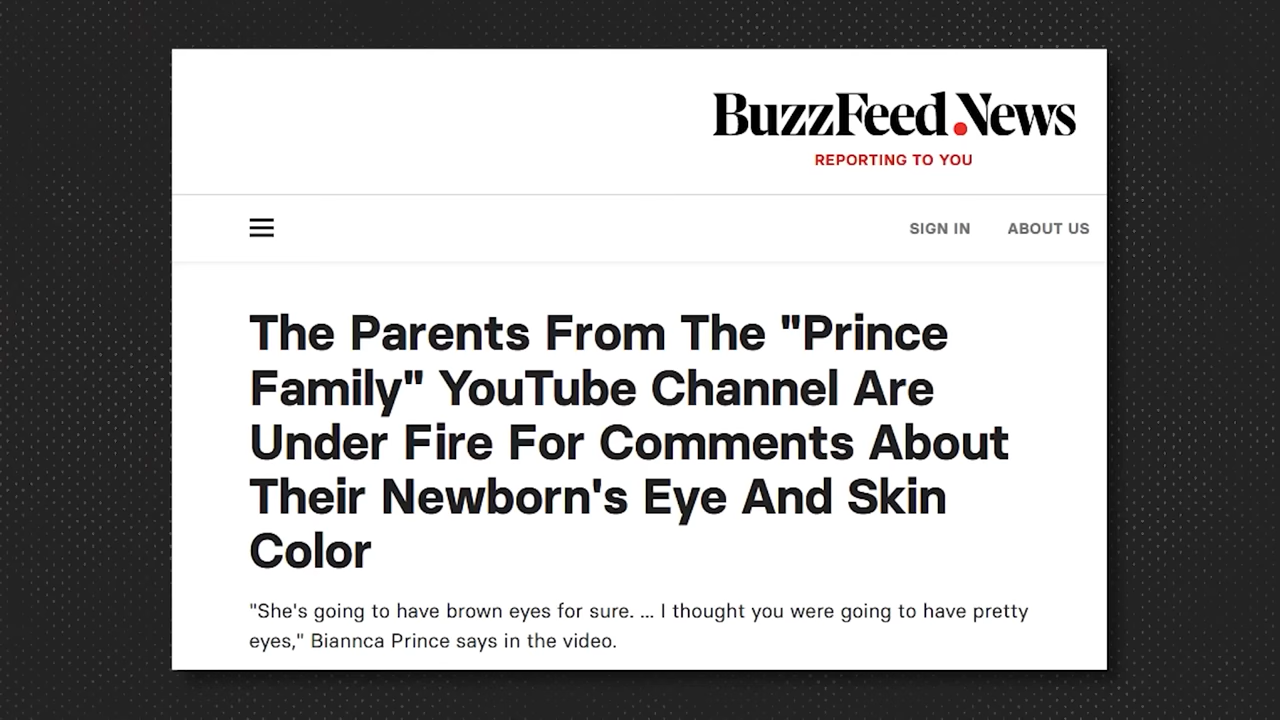 BuzzFeed News
REPORTING TO YOU
SIGN IN ABOUT US
The Parents From The "Prince
Family" YouTube Channel Are
Under Fire For Comments About
Their Newborn's Eye And Skin
Color
"She's going to have brown eyes for sure. ... I thought you were going to have pretty
eyes," Biannca Prince says in the video.